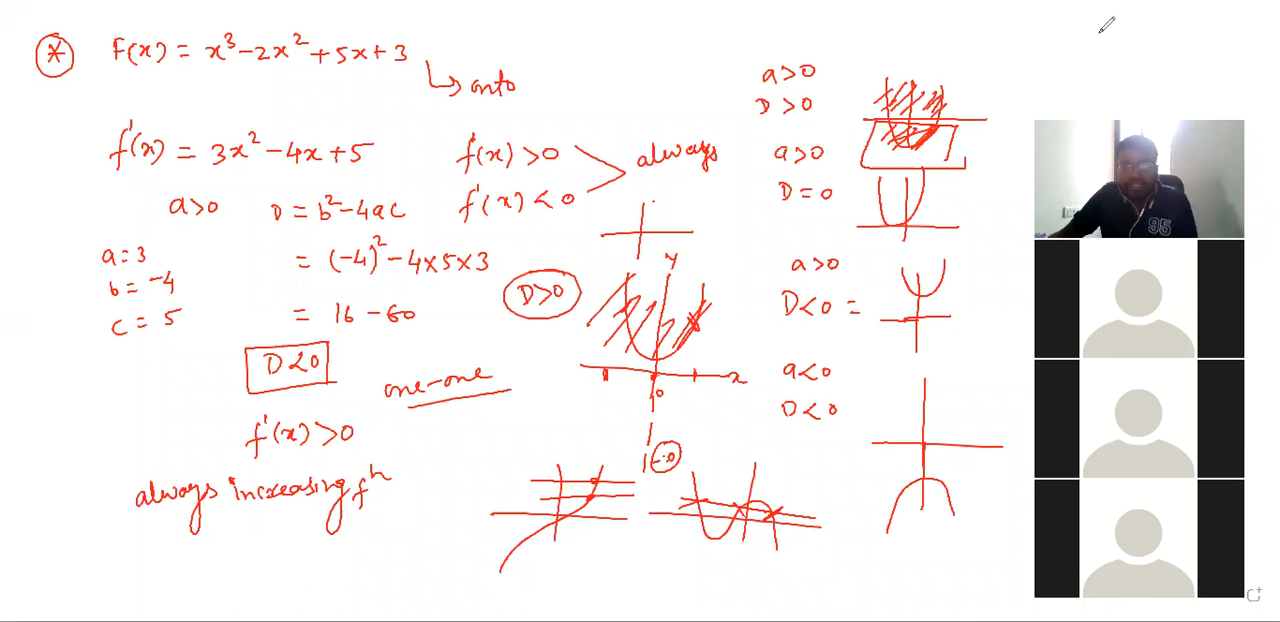 * F(x) = x³ - 2x² + 5x + 3
↳ onto
f'(x) = 3x² - 4x + 5
a>0 D = b² - 4ac
a = 3
b = -4
c = 5
= (-4)² - 4×5×3
= 16 - 60
D<0
one-one
f'(x) > 0
always increasing fⁿ
f'(x) > 0
f'(x) < 0
always
D>0
y
x
0
-∞
a>0
D>0
a>0
D=0
a>0
D<0 =
a<0
D<0
95